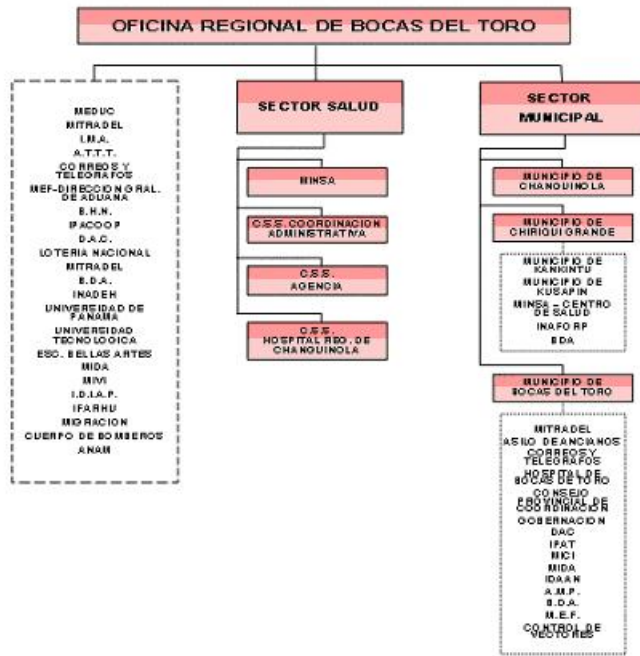 OFICINA REGIONAL DE BOCAS DEL TORO
MEDUC
MITRADEL
I.M.A.
A.T.T.T.
CORREOS Y
TELEGRAFOS
MEF-DIRECCION GRAL.
DE ADUANA
B.H.N.
IPACOOP
D.A.C.
LOTERIA NACIONAL
MITRADEL
B.D.A.
INADEH
UNIVERSIDAD DE
PANAMA
UNIVERSIDAD
TECNOLOGICA
ESC. BELLAS ARTES
MIDA
MIVI
I.D.I.A.P.
IFARHU
MIGRACION
CUERPO DE BOMBEROS
ANAM
SECTOR SALUD
MINSA
C.S.S. COORDINACION
ADMINISTRATIVA
C.S.S.
AGENCIA
C.S.S.
HOSPITAL REG. DE
CHANGUINOLA
SECTOR
MUNICIPAL
MUNICIPIO DE
CHANGUINOLA
MUNICIPIO DE
CHIRIQUI GRANDE
MUNICIPIO DE
KANKINTU
MUNICIPIO DE
KUSAPIN
MINSA – CENTRO
DE SALUD
INAFORP
BDA
MUNICIPIO DE
BOCAS DEL TORO
MITRADEL
ASILO DE ANCIANOS
CORREOS Y
TELEGRAFOS
HOSPITAL DE
BOCAS DE TORO
CONSEJO
PROVINCIAL DE
COORDINACION
GOBERNACION
DAC
IPAT
MICI
MIDA
IDAAN
A.M.P.
B.D.A.
M.E.F.
CONTROL DE
VECTORES